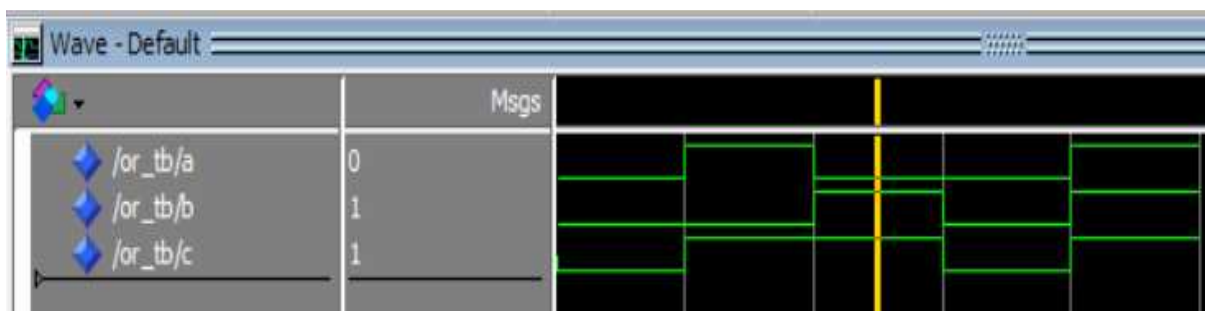 Wave - Default
Msgs
/or_tb/a 0
/or_tb/b 1
/or_tb/c 1